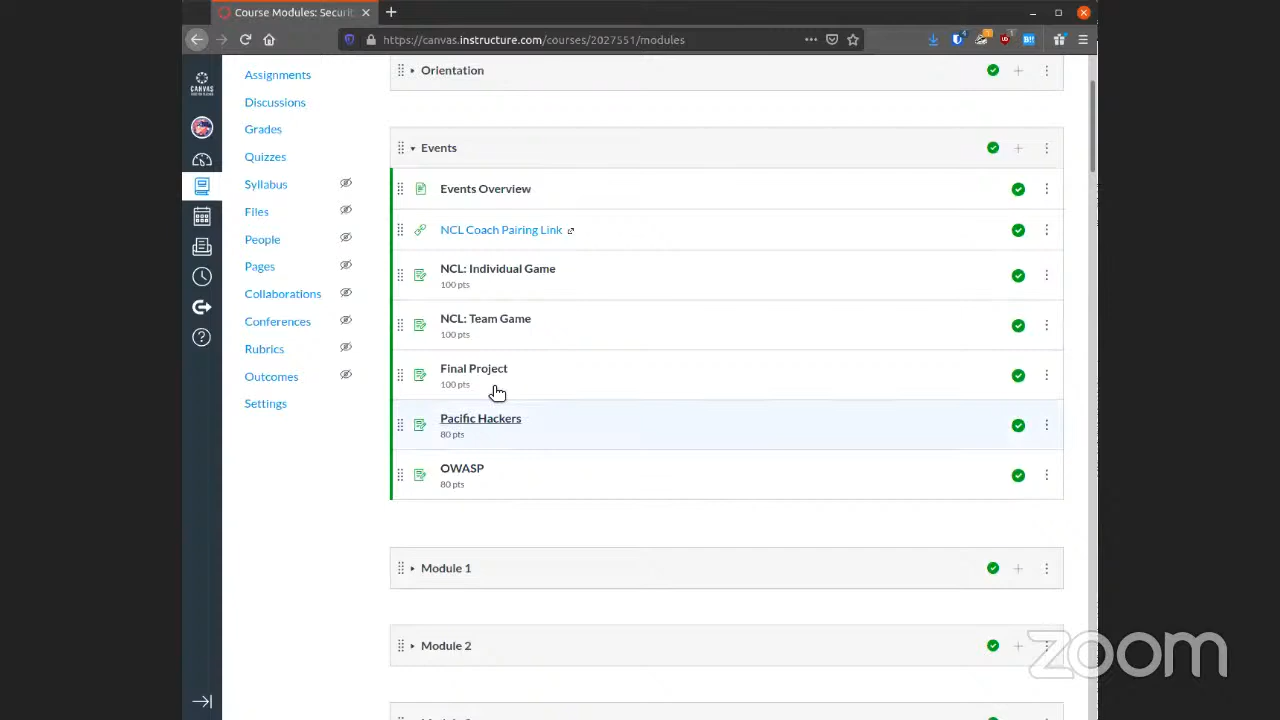 Course Modules: Securit
https://canvas.instructure.com/courses/2027551/modules
CANVAS
Assignments
Discussions
Grades
Quizzes
Syllabus
Files
People
Pages
Collaborations
Conferences
Rubrics
Outcomes
Settings
Orientation
Events
Events Overview
NCL Coach Pairing Link
NCL: Individual Game
100 pts
NCL: Team Game
100 pts
Final Project
100 pts
Pacific Hackers
80 pts
OWASP
80 pts
Module 1
Module 2
zoom